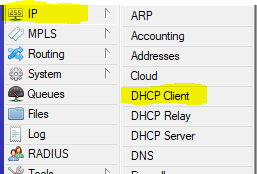 IP
MPLS
Routing
System
Queues
Files
Log
RADIUS
Tools
ARP
Accounting
Addresses
Cloud
DHCP Client
DHCP Relay
DHCP Server
DNS